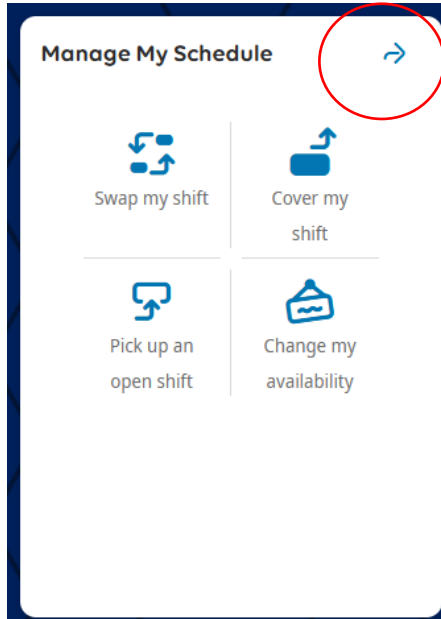 Manage My Schedule
Swap my shift
Cover my
shift
Pick up an
open shift
Change my
availability